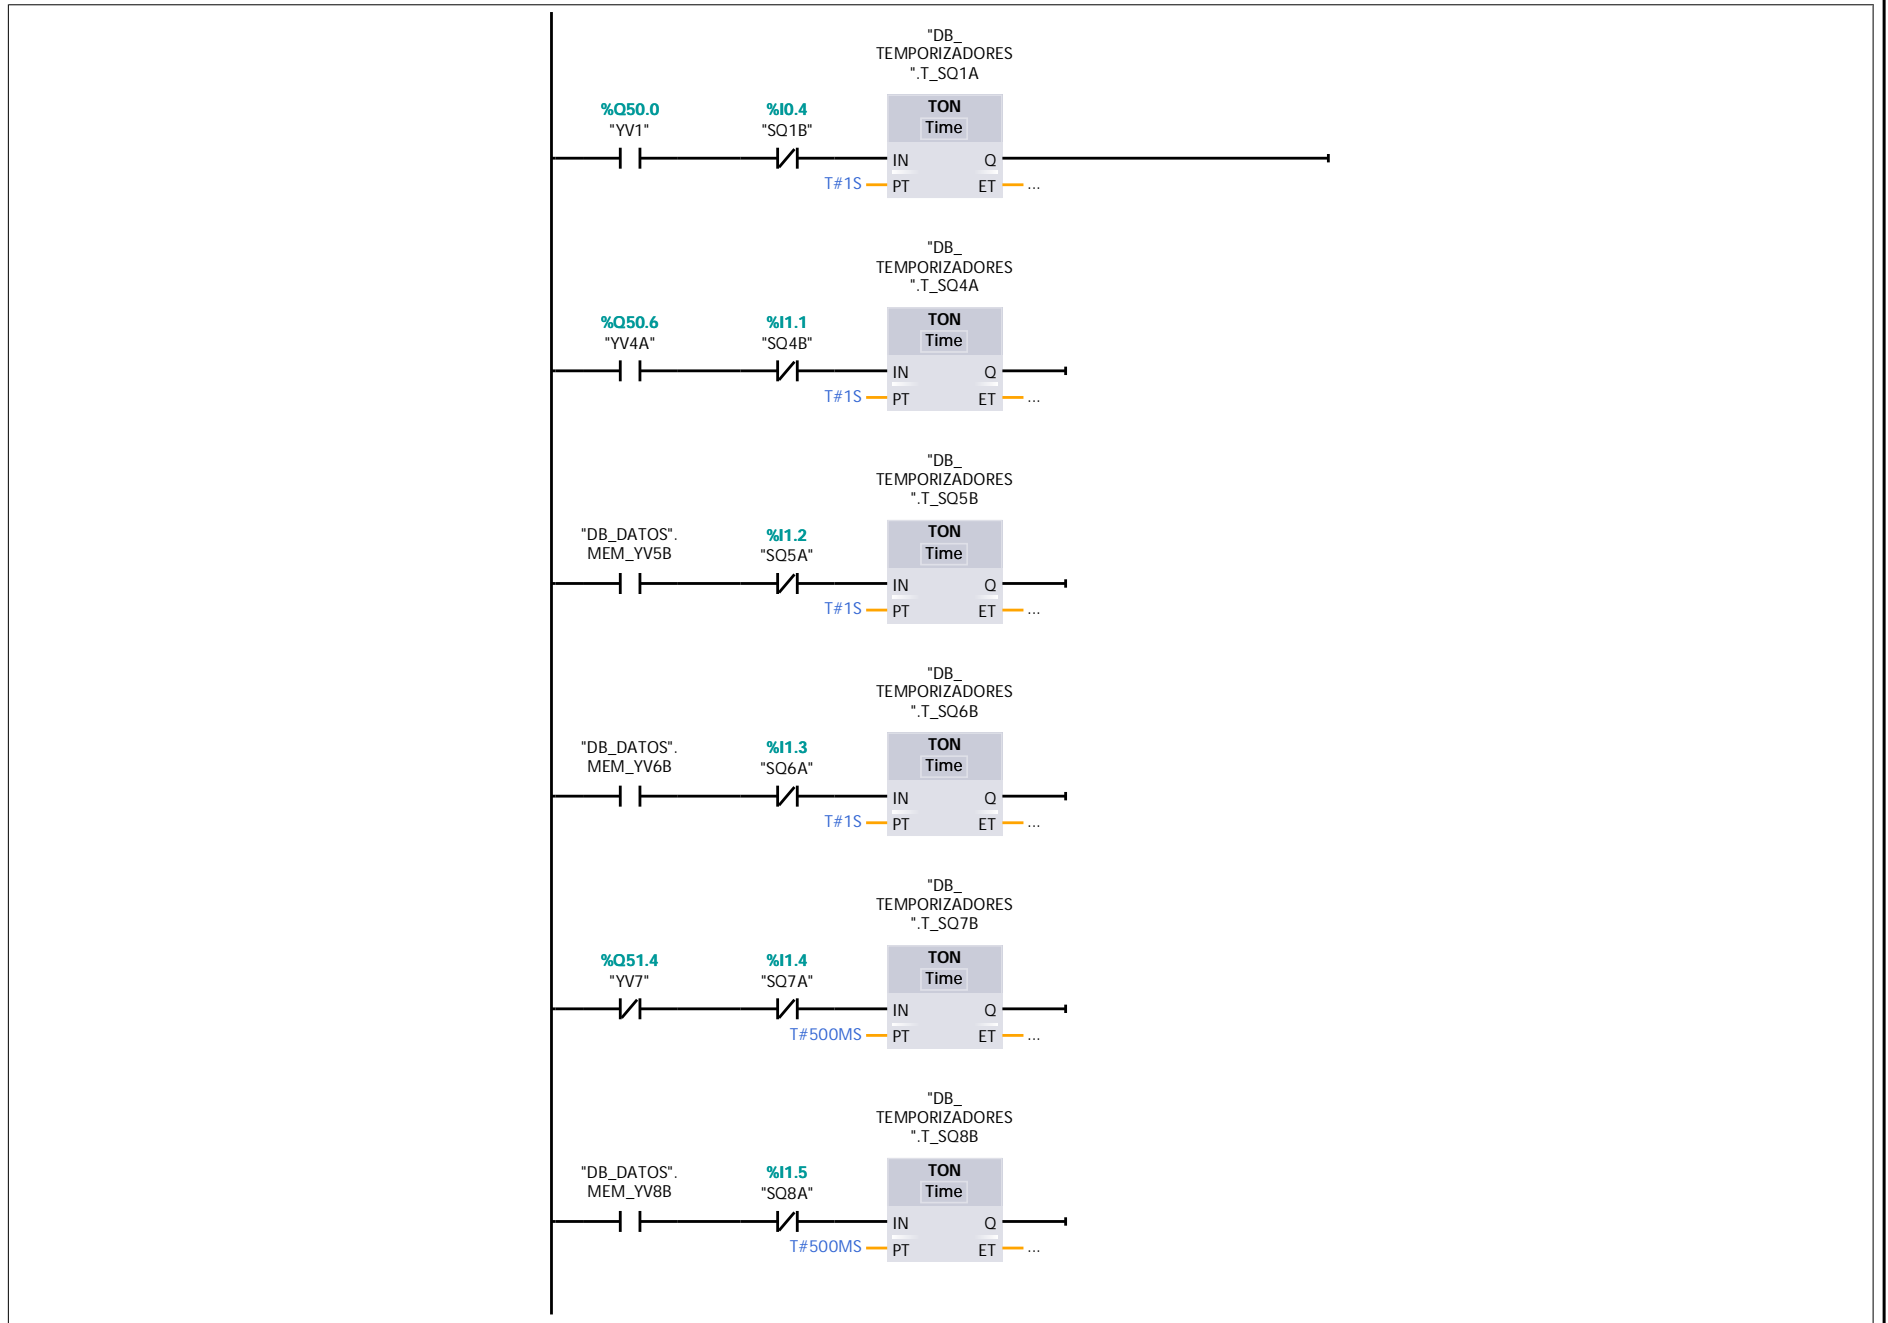 "DB_
TEMPORIZADORES
".T_SQ1A
%Q50.0
"YV1"
%I0.4
"SQ1B"
TON
Time
IN Q
T#1S PT ET ...
"DB_
TEMPORIZADORES
".T_SQ4A
%Q50.6
"YV4A"
%I1.1
"SQ4B"
TON
Time
IN Q
T#1S PT ET ...
"DB_
TEMPORIZADORES
".T_SQ5B
"DB_DATOS".
MEM_YV5B
%I1.2
"SQ5A"
TON
Time
IN Q
T#1S PT ET ...
"DB_
TEMPORIZADORES
".T_SQ6B
"DB_DATOS".
MEM_YV6B
%I1.3
"SQ6A"
TON
Time
IN Q
T#1S PT ET ...
"DB_
TEMPORIZADORES
".T_SQ7B
%Q51.4
"YV7"
%I1.4
"SQ7A"
TON
Time
IN Q
T#500MS PT ET ...
"DB_
TEMPORIZADORES
".T_SQ8B
"DB_DATOS".
MEM_YV8B
%I1.5
"SQ8A"
TON
Time
IN Q
T#500MS PT ET ...